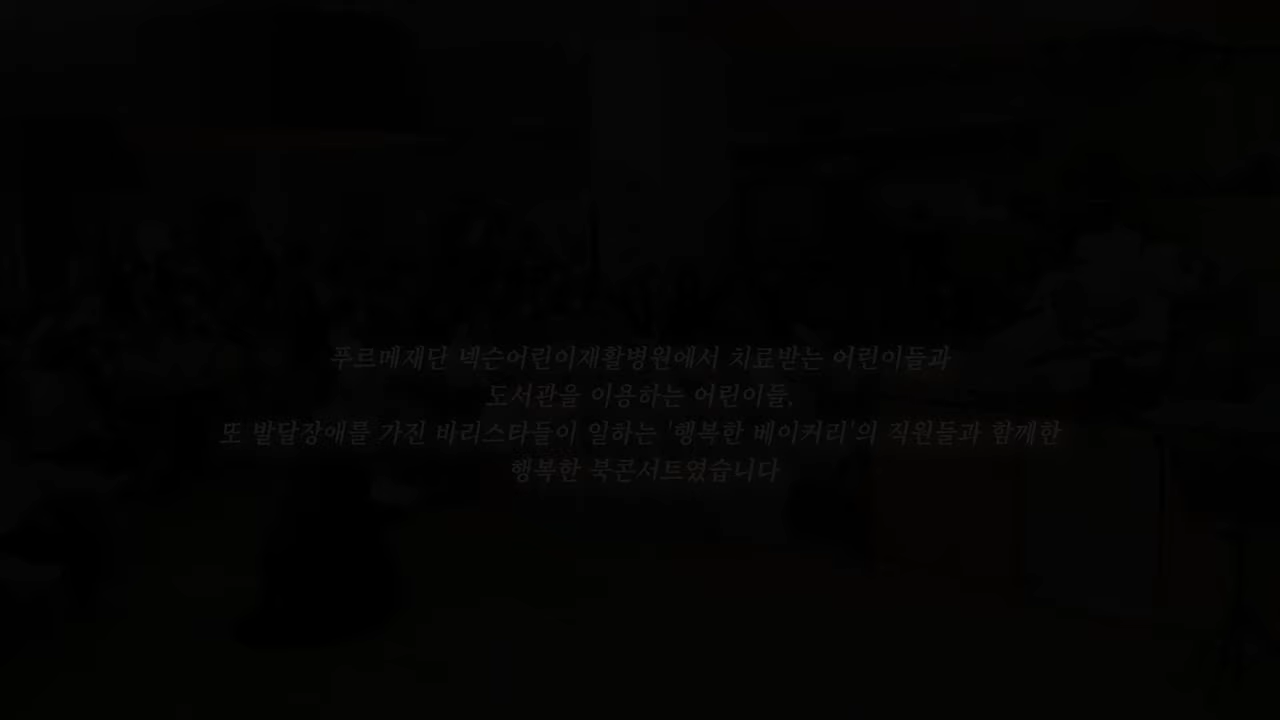 푸르메재단 넥슨어린이재활병원에서 치료받는 어린이들과
도서관을 이용하는 어린이들,
또 발달장애를 가진 바리스타들이 일하는 '행복한 베이커리'의 직원들과 함께한
행복한 북콘서트였습니다